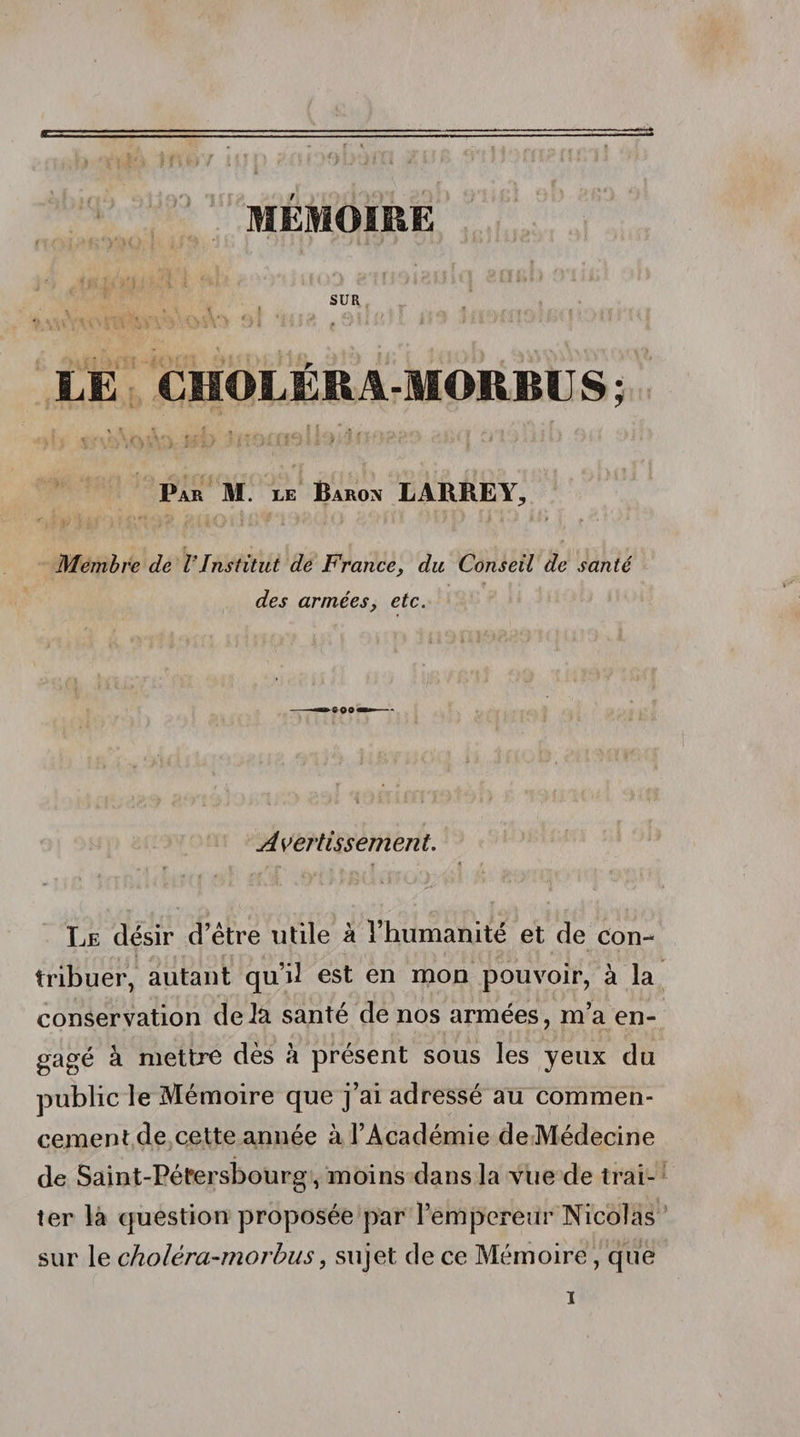 MÉMOIRE
SUR
LE CHOLÉRA-MORBUS;
PAR M. LE BARON LARREY,
Membre de l'Institut de France, du Conseil de santé
des armées, etc.
Avertissement.
LE désir d'être utile à l'humanité et de con-
tribuer, autant qu'il est en mon pouvoir, à la
conservation de la santé de nos armées, m'a en-
gagé à mettre dès à présent sous les yeux du
public le Mémoire que j'ai adressé au commen-
cement de cette année à l'Académie de Médecine
de Saint-Pétersbourg, moins dans la vue de trai-
ter la question proposée par l'empereur Nicolas
sur le choléra-morbus, sujet de ce Mémoire, que
1